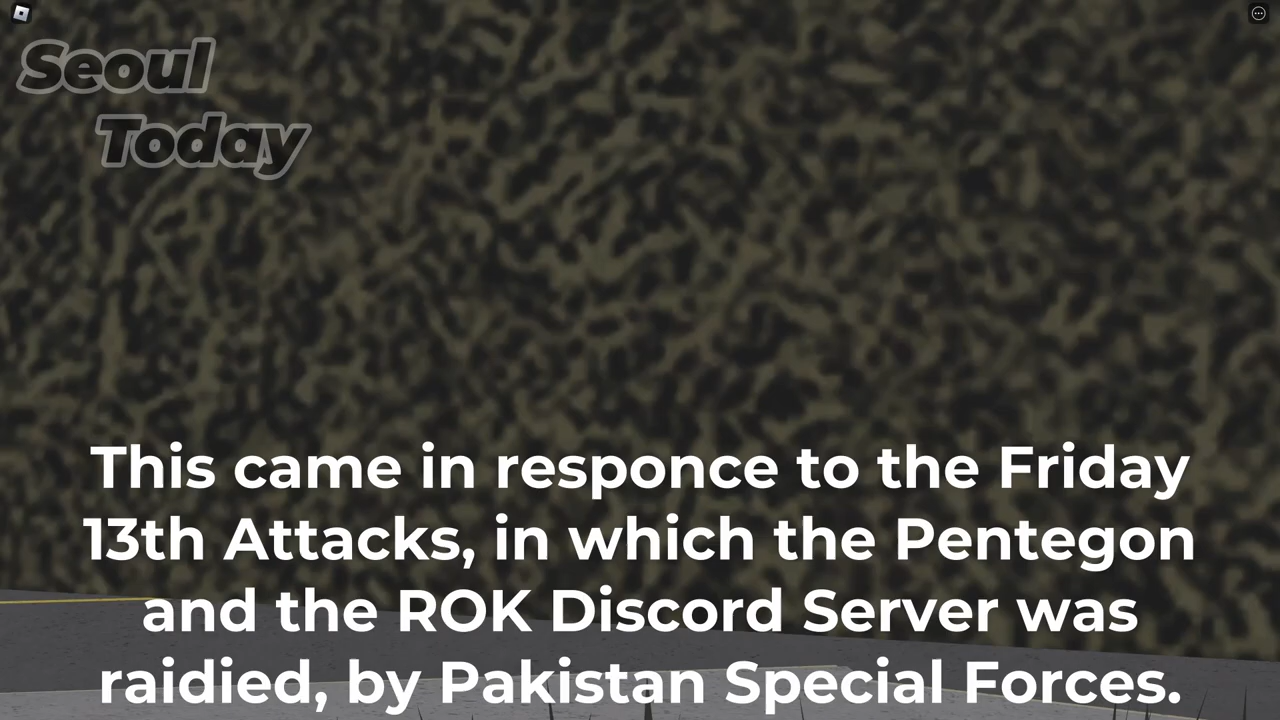 Seoul
Today
This came in responce to the Friday
13th Attacks, in which the Pentegon
and the ROK Discord Server was
raidied, by Pakistan Special Forces.